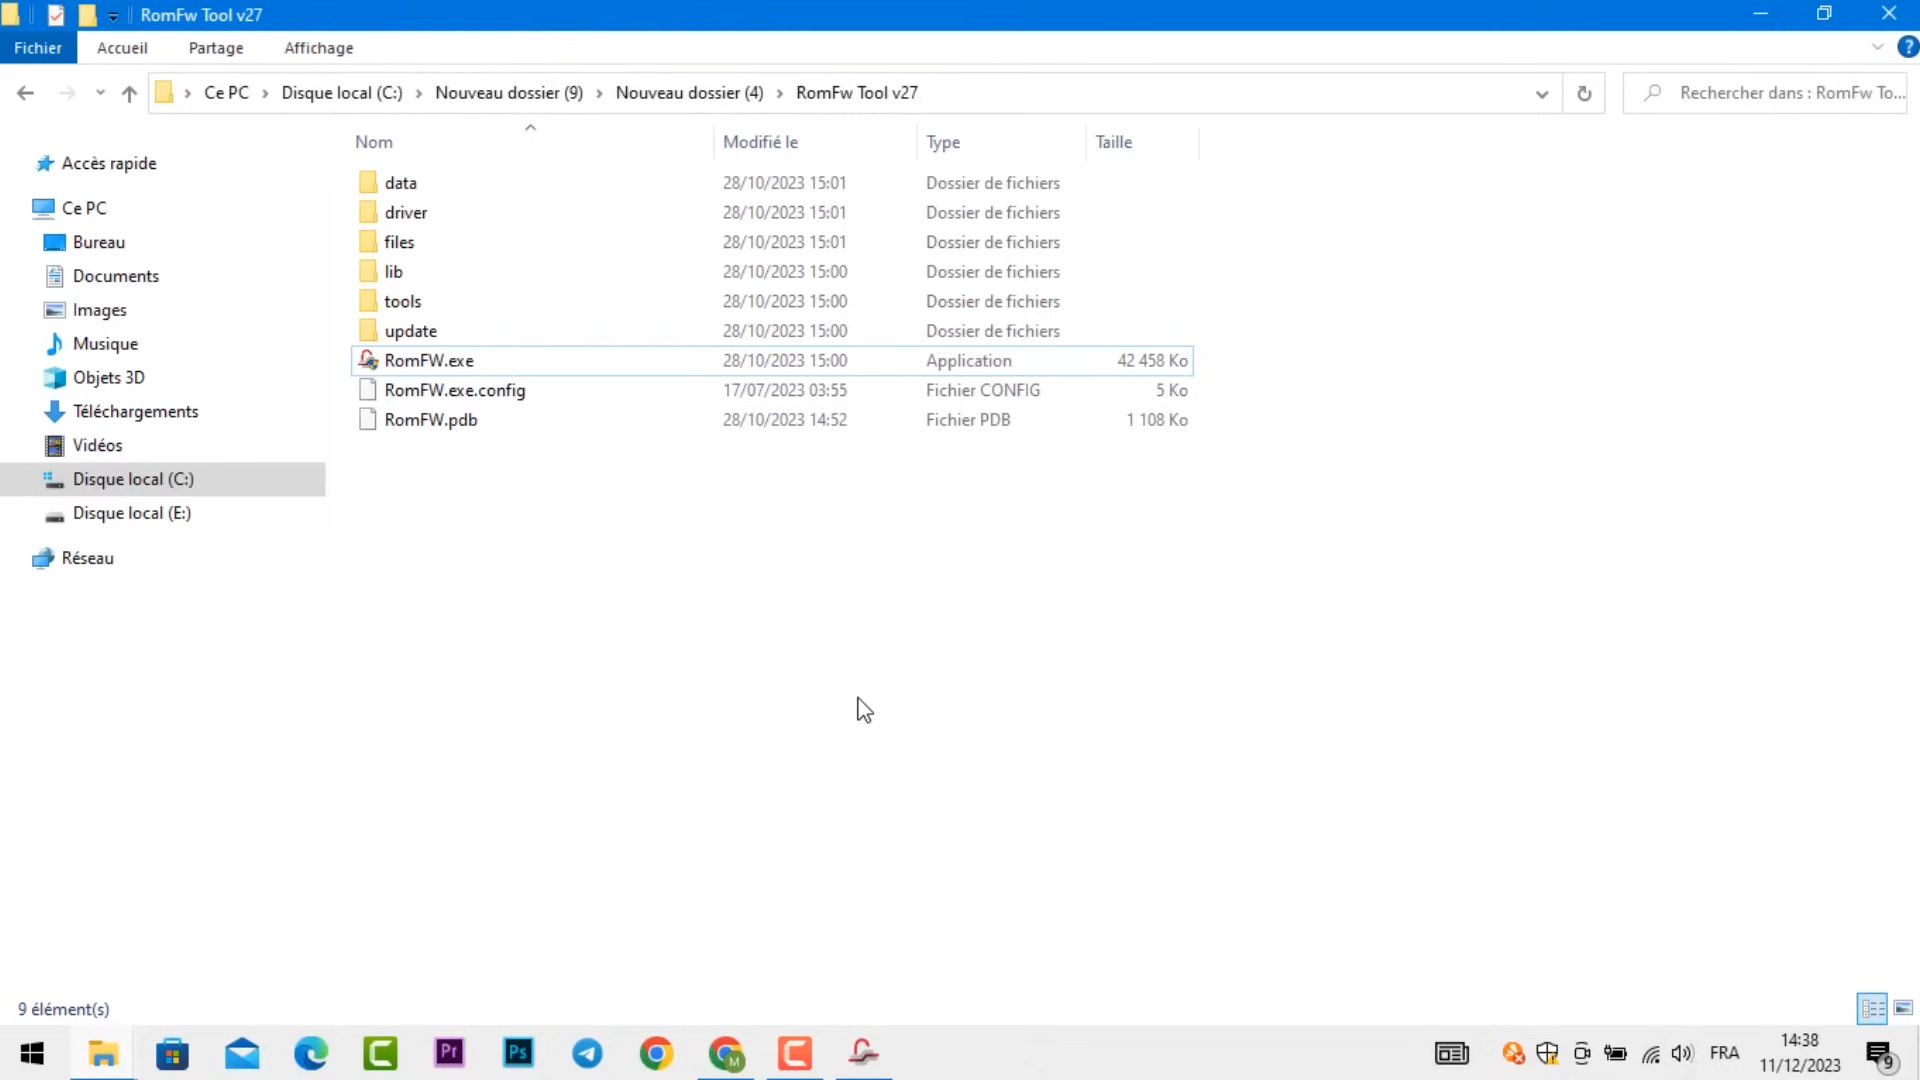 RomFw Tool v27
Fichier Accueil Partage Affichage ?
Ce PC Disque local (C:) Nouveau dossier (9) Nouveau dossier (4) RomFw Tool v27 Rechercher dans : RomFw To...
Nom Modifié le Type Taille
Accès rapide
Ce PC
Bureau
Documents
Images
Musique
Objets 3D
Téléchargements
Vidéos
Disque local (C:)
Disque local (E:)
Réseau
data 28/10/2023 15:01 Dossier de fichiers
driver 28/10/2023 15:01 Dossier de fichiers
files 28/10/2023 15:01 Dossier de fichiers
lib 28/10/2023 15:00 Dossier de fichiers
tools 28/10/2023 15:00 Dossier de fichiers
update 28/10/2023 15:00 Dossier de fichiers
RomFW.exe 28/10/2023 15:00 Application 42 458 Ko
RomFW.exe.config 17/07/2023 03:55 Fichier CONFIG 5 Ko
RomFW.pdb 28/10/2023 14:52 Fichier PDB 1 108 Ko
9 élément(s)
Pr Ps M FRA 14:38
11/12/2023 9